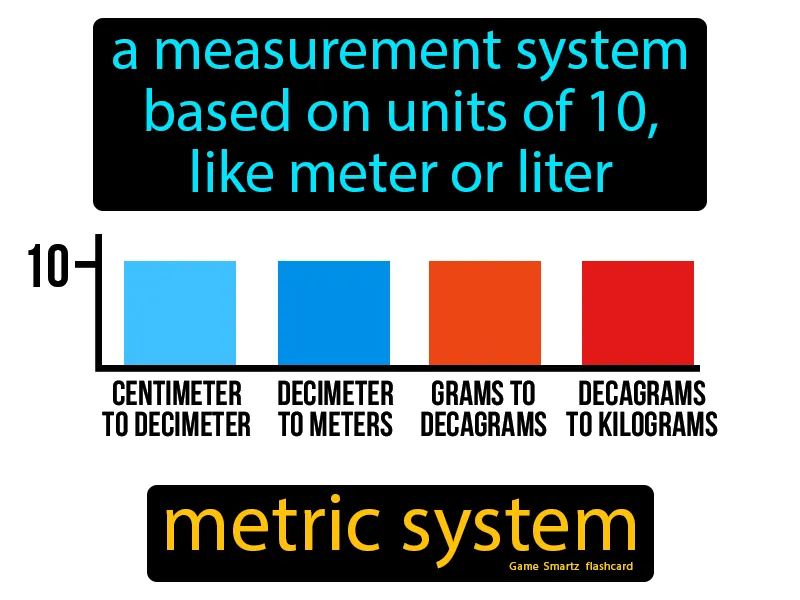 a measurement system
based on units of 10,
like meter or liter
10
CENTIMETER
TO DECIMETER
DECIMETER
TO METERS
GRAMS TO
DECAGRAMS
DECAGRAMS
TO KILOGRAMS
metric system
Game Smartz flashcard